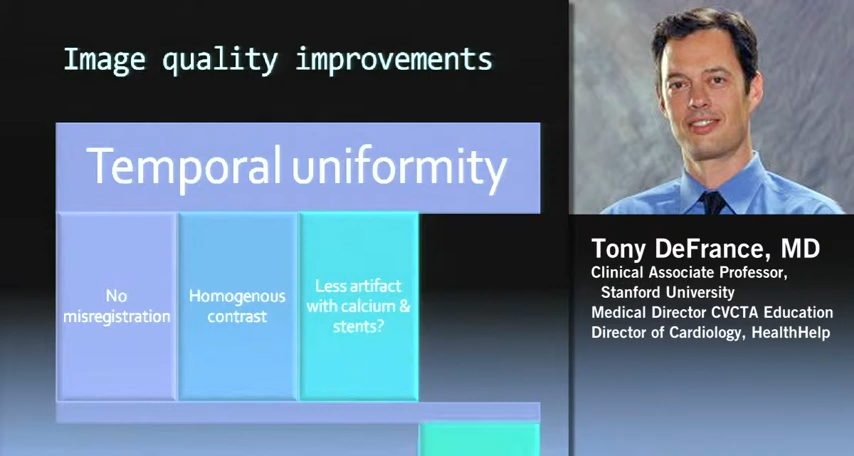 Image quality improvements
Temporal uniformity
No
misregistration
Homogenous
contrast
Less artifact
with calcium &
stents?
Tony DeFrance, MD
Clinical Associate Professor,
Stanford University
Medical Director CVCTA Education
Director of Cardiology, HealthHelp